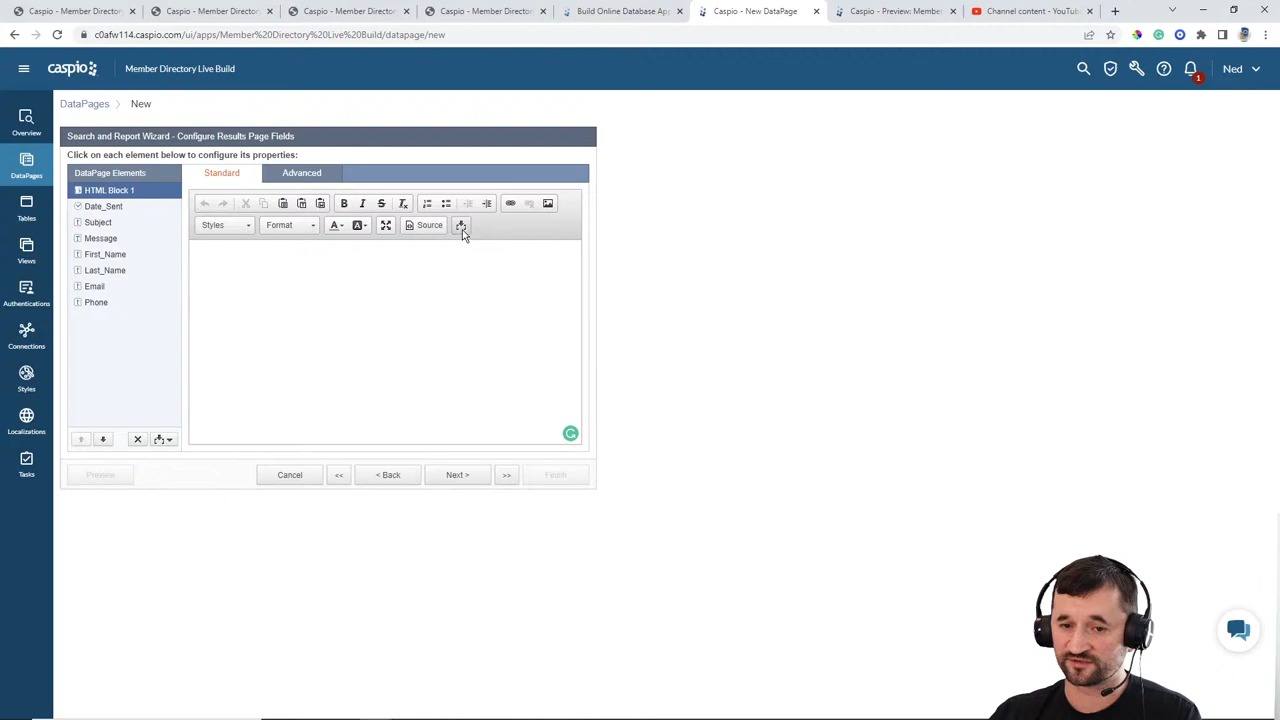 Caspio - Member Directo
Caspio - Member Directo
Caspio - Member Directo
Caspio - Member Directo
Build Online Database App
Caspio - New DataPage
Caspio - Preview: Membe
Channel content - YouTub
c0afw114.caspio.com/ui/apps/Member%20Directory%20Live%20Build/datapage/new
caspio
Member Directory Live Build
1
Ned
Overview
DataPages
Tables
Views
Authentications
Connections
Styles
Localizations
Tasks
DataPages > New
Search and Report Wizard - Configure Results Page Fields
Click on each element below to configure its properties:
DataPage Elements
Standard
Advanced
HTML Block 1
Date_Sent
Subject
Message
First_Name
Last_Name
Email
Phone
Styles
Format
Source
Preview
Cancel
<<
< Back
Next >
>>
Finish